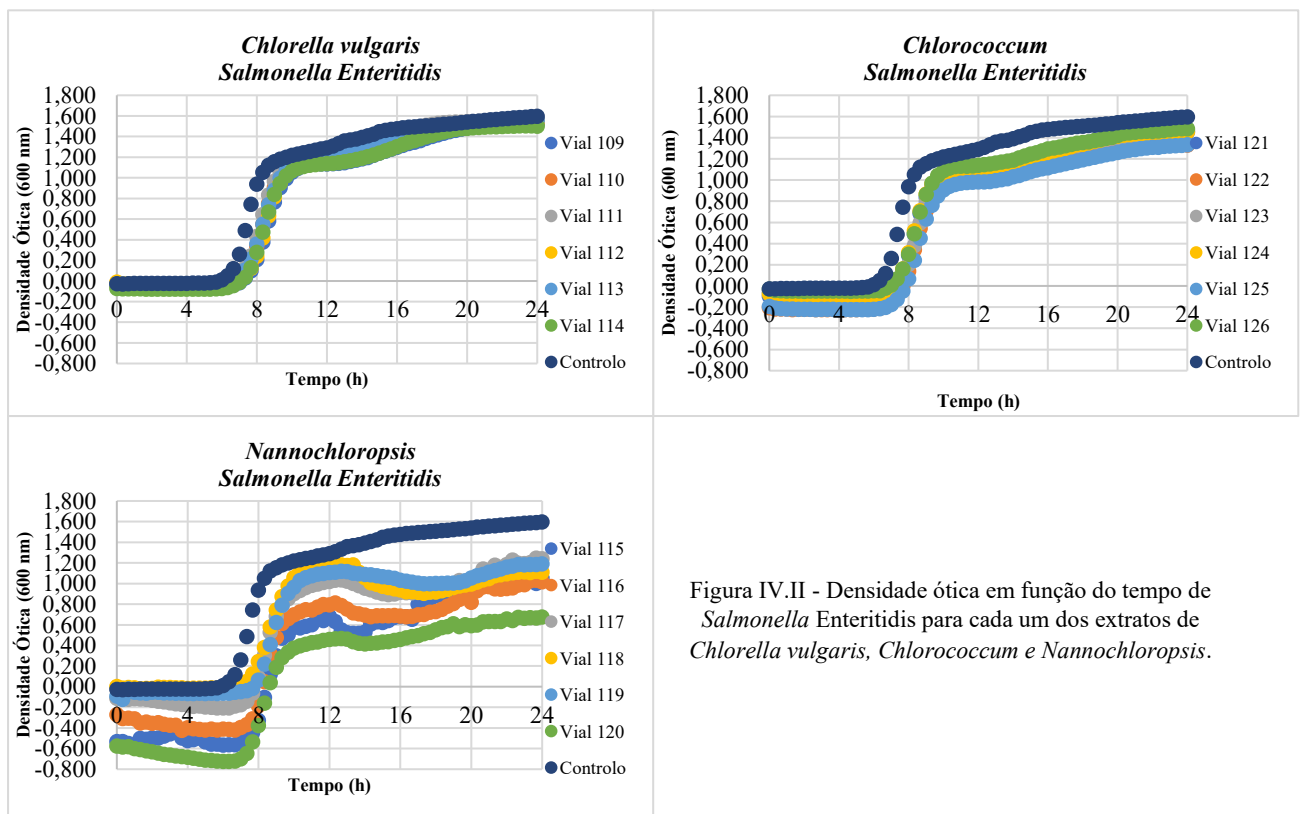 Chlorella vulgaris
Salmonella Enteritidis
Densidade Ótica (600 nm)
1,800
1,600
1,400
1,200
1,000
0,800
0,600
0,400
0,200
0,000
-0,200
-0,400
-0,600
-0,800
0 4 8 12 16 20 24
Tempo (h)
Vial 109
Vial 110
Vial 111
Vial 112
Vial 113
Vial 114
Controlo
Chlorococcum
Salmonella Enteritidis
Densidade Ótica (600 nm)
1,800
1,600
1,400
1,200
1,000
0,800
0,600
0,400
0,200
0,000
-0,200
-0,400
-0,600
-0,800
0 4 8 12 16 20 24
Tempo (h)
Vial 121
Vial 122
Vial 123
Vial 124
Vial 125
Vial 126
Controlo
Nannochloropsis
Salmonella Enteritidis
Densidade Ótica (600 nm)
1,800
1,600
1,400
1,200
1,000
0,800
0,600
0,400
0,200
0,000
-0,200
-0,400
-0,600
-0,800
0 4 8 12 16 20 24
Tempo (h)
Vial 115
Vial 116
Vial 117
Vial 118
Vial 119
Vial 120
Controlo
Figura IV.II - Densidade ótica em função do tempo de
Salmonella Enteritidis para cada um dos extratos de
Chlorella vulgaris, Chlorococcum e Nannochloropsis.